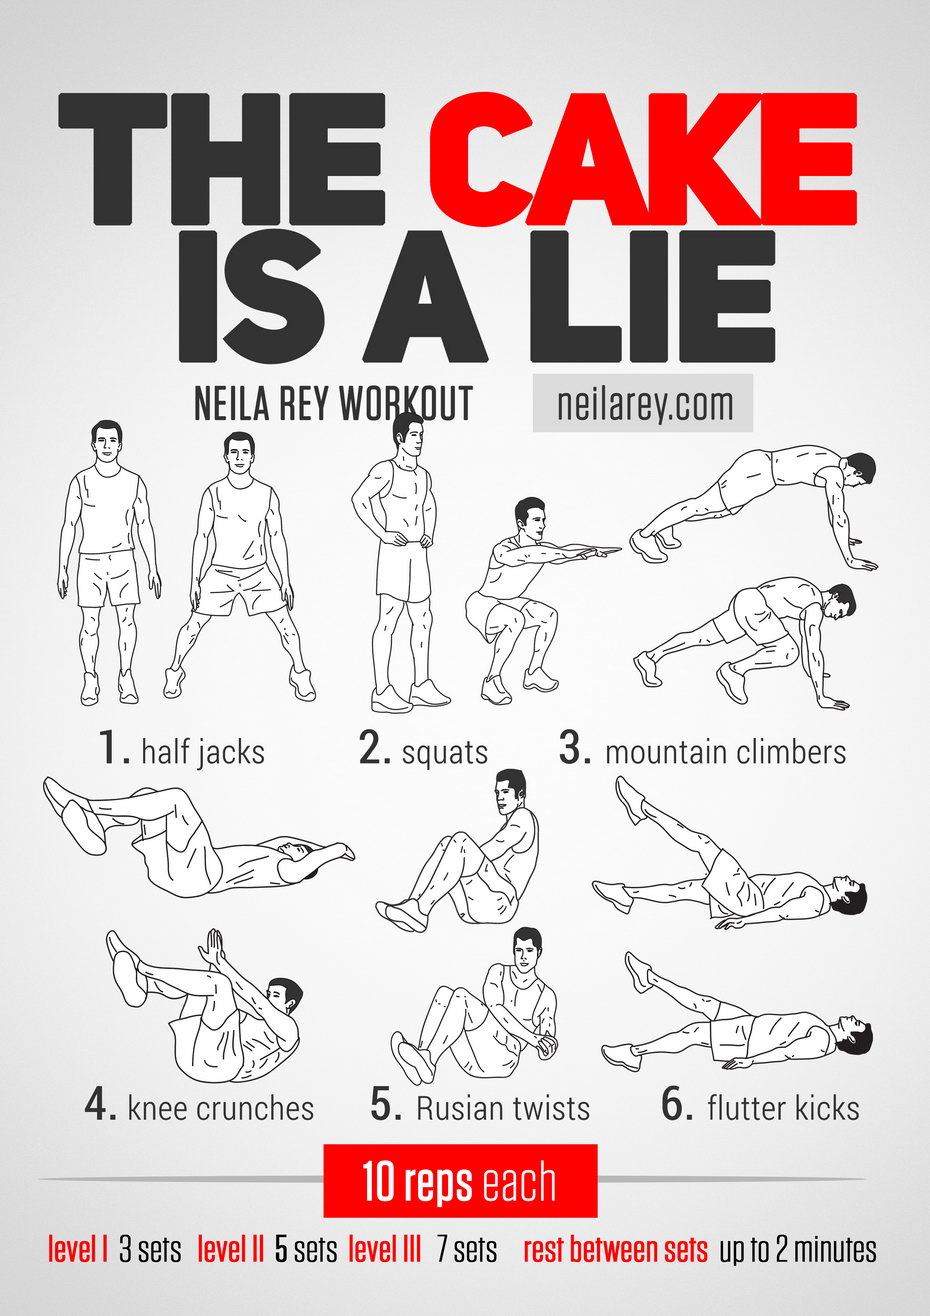 THE CAKE
IS A LIE
NEILA REY WORKOUT neilarey.com
1. half jacks 2. squats 3. mountain climbers
4. knee crunches 5. Rusian twists 6. flutter kicks
10 reps each
level I 3 sets level II 5 sets level III 7 sets rest between sets up to 2 minutes